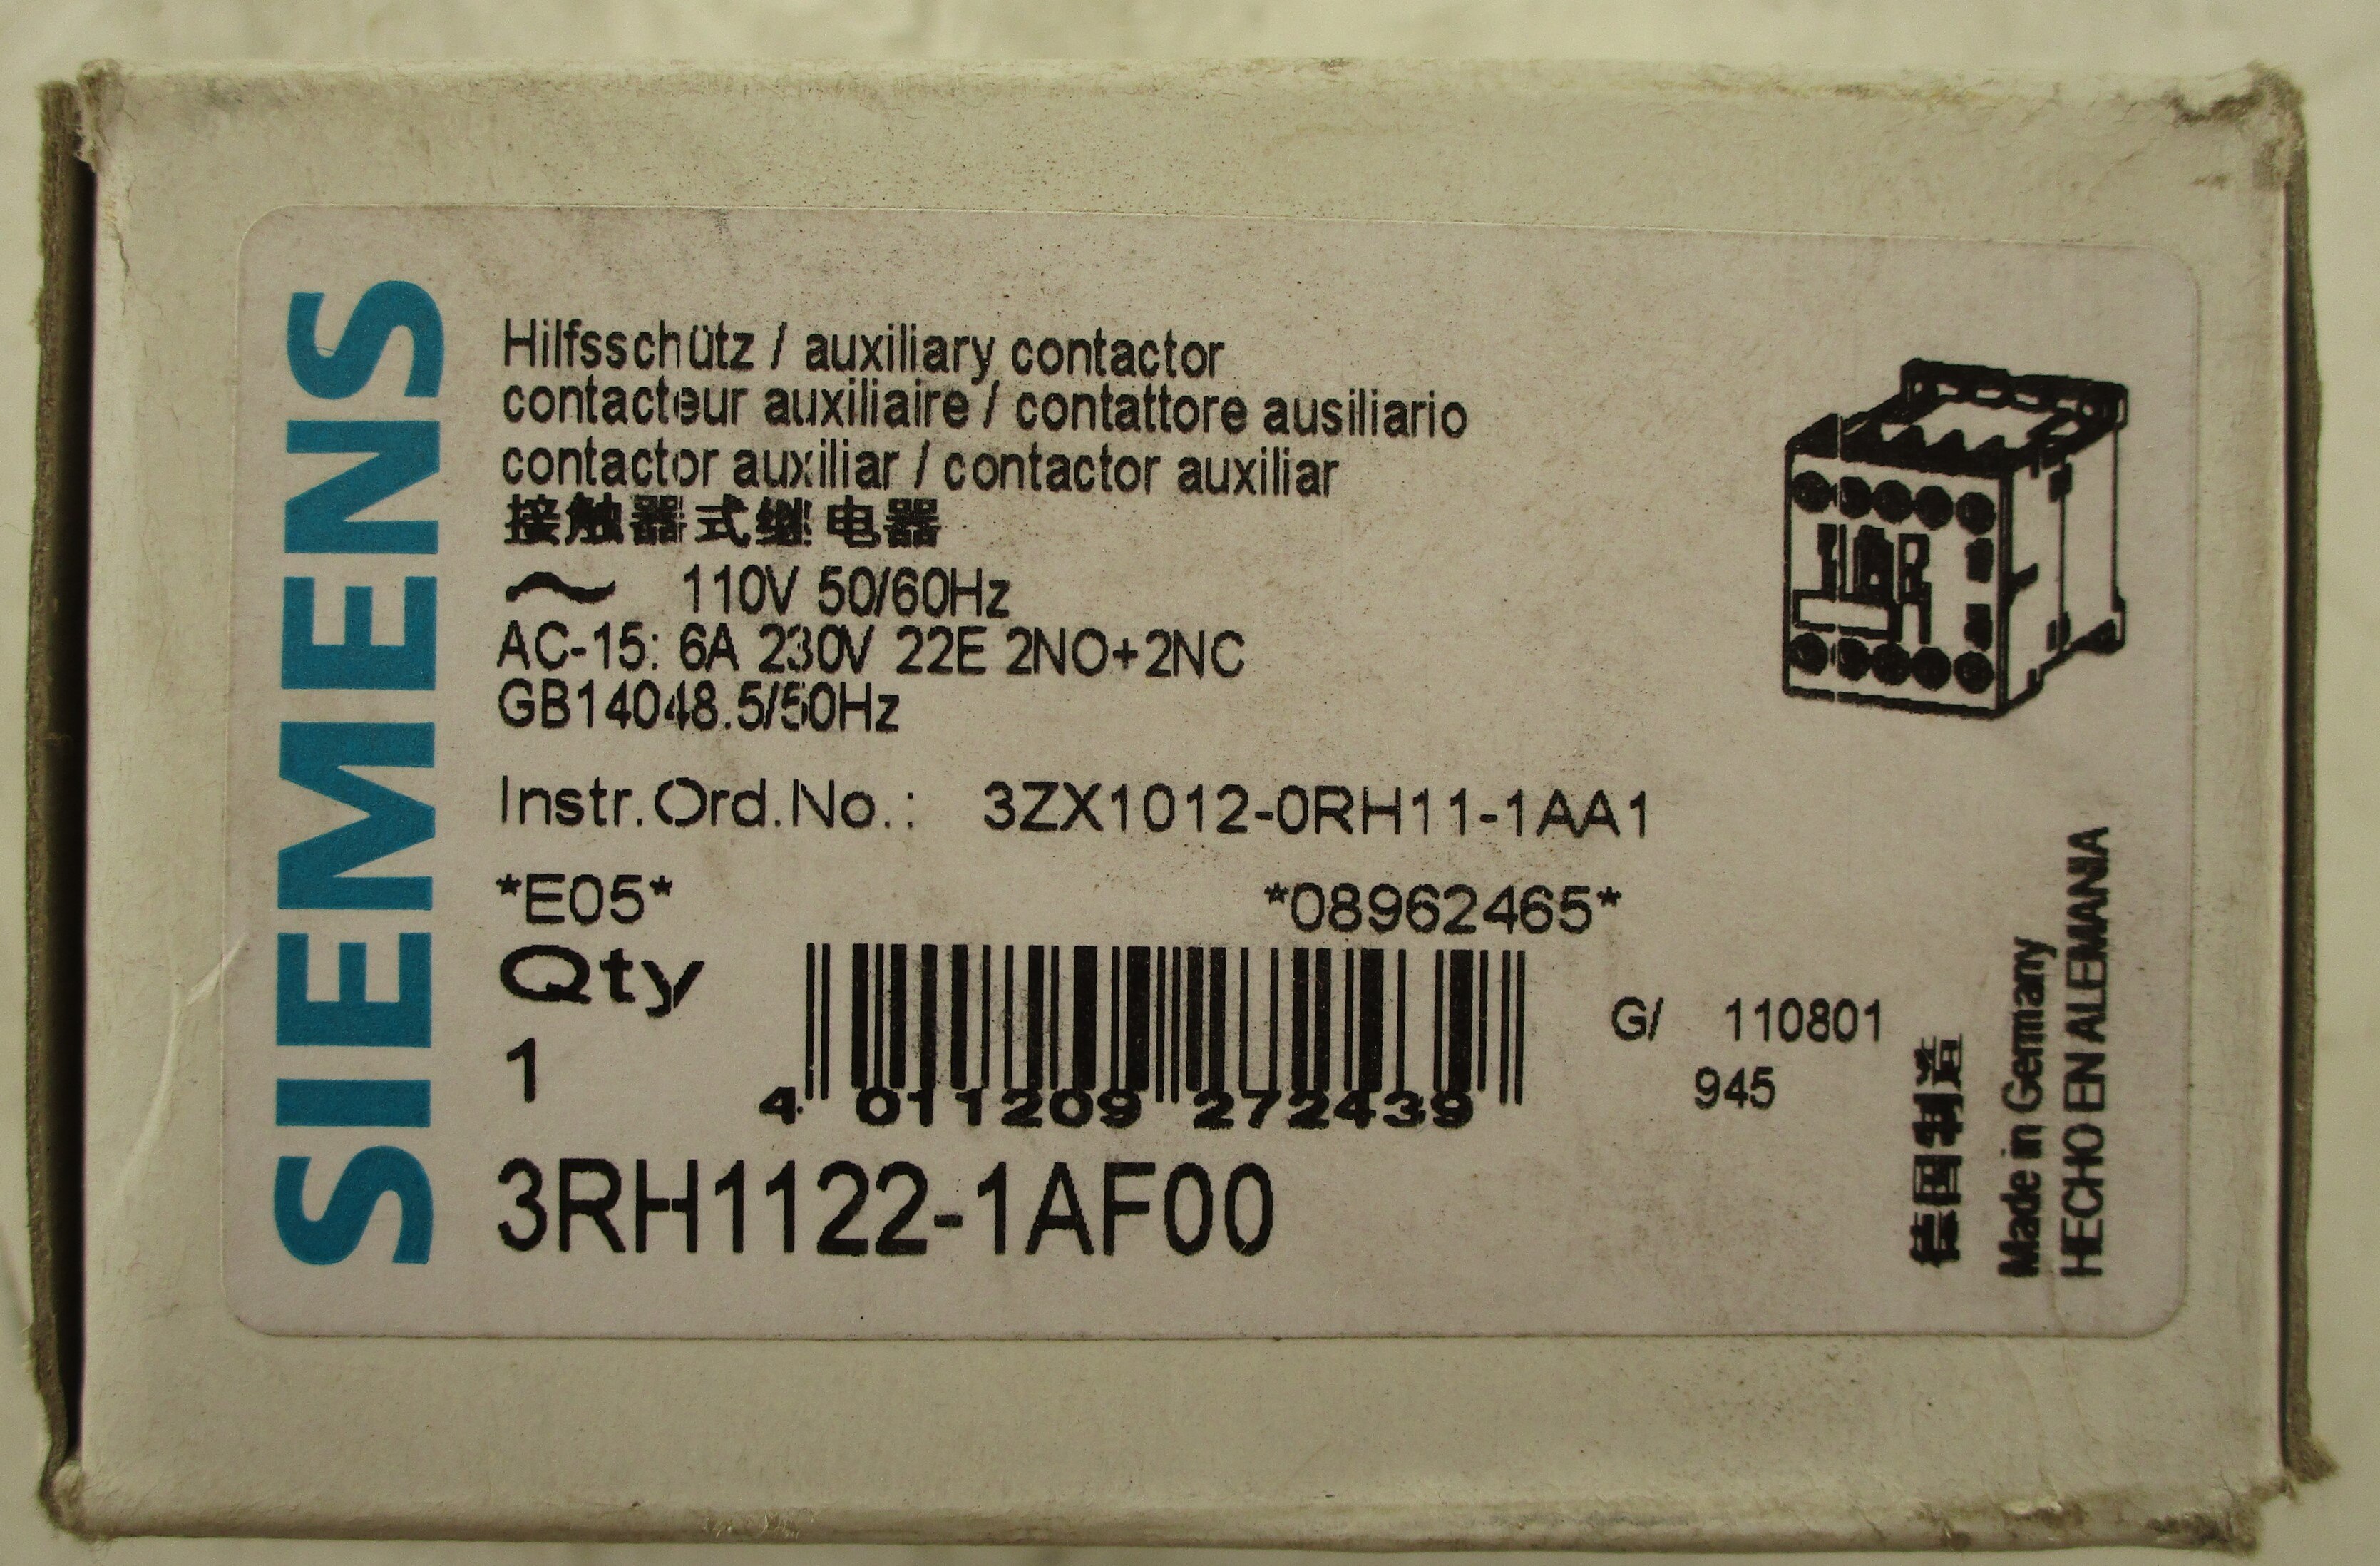 SIEMENS
Hilfsschütz / auxiliary contactor
contacteur auxiliaire / contattore ausiliario
contactor auxiliar / contactor auxiliar
接触器式继电器
~ 110V 50/60Hz
AC-15: 6A 230V 22E 2NO+2NC
GB14048.5/50Hz
Instr.Ord.No.: 3ZX1012-0RH11-1AA1
*E05* *08962465*
Qty
1
4 011209 272439
G/ 110801
945
3RH1122-1AF00
德国制造
Made in Germany
HECHO EN ALEMANIA